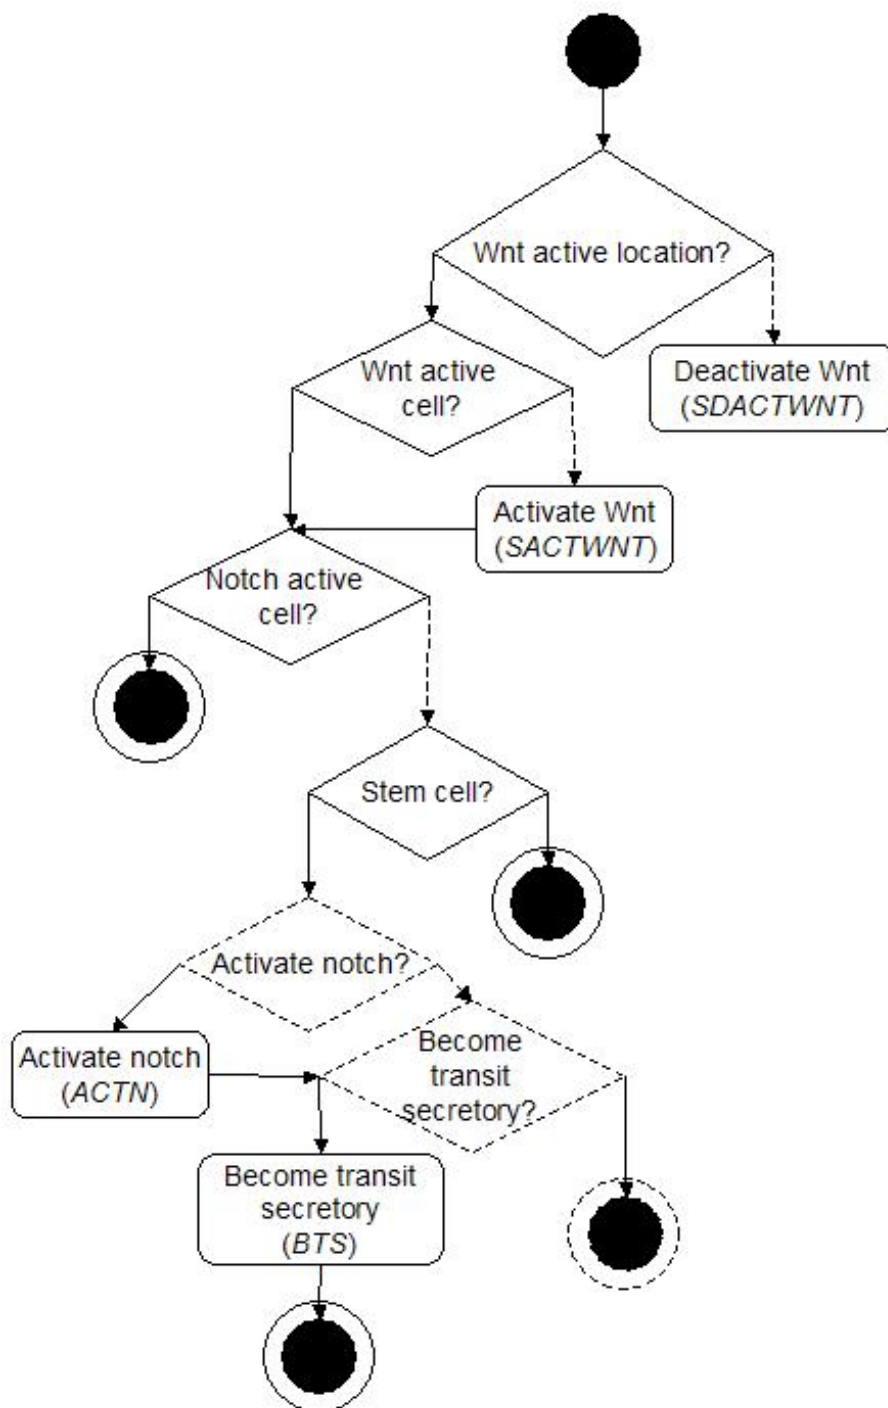 Wnt active location?
Deactivate Wnt
(SDACTWNT)
Wnt active
cell?
Activate Wnt
(SACTWNT)
Notch active
cell?
Stem cell?
Activate notch?
Activate notch
(ACTN)
Become
transit
secretory?
Become transit
secretory
(BTS)